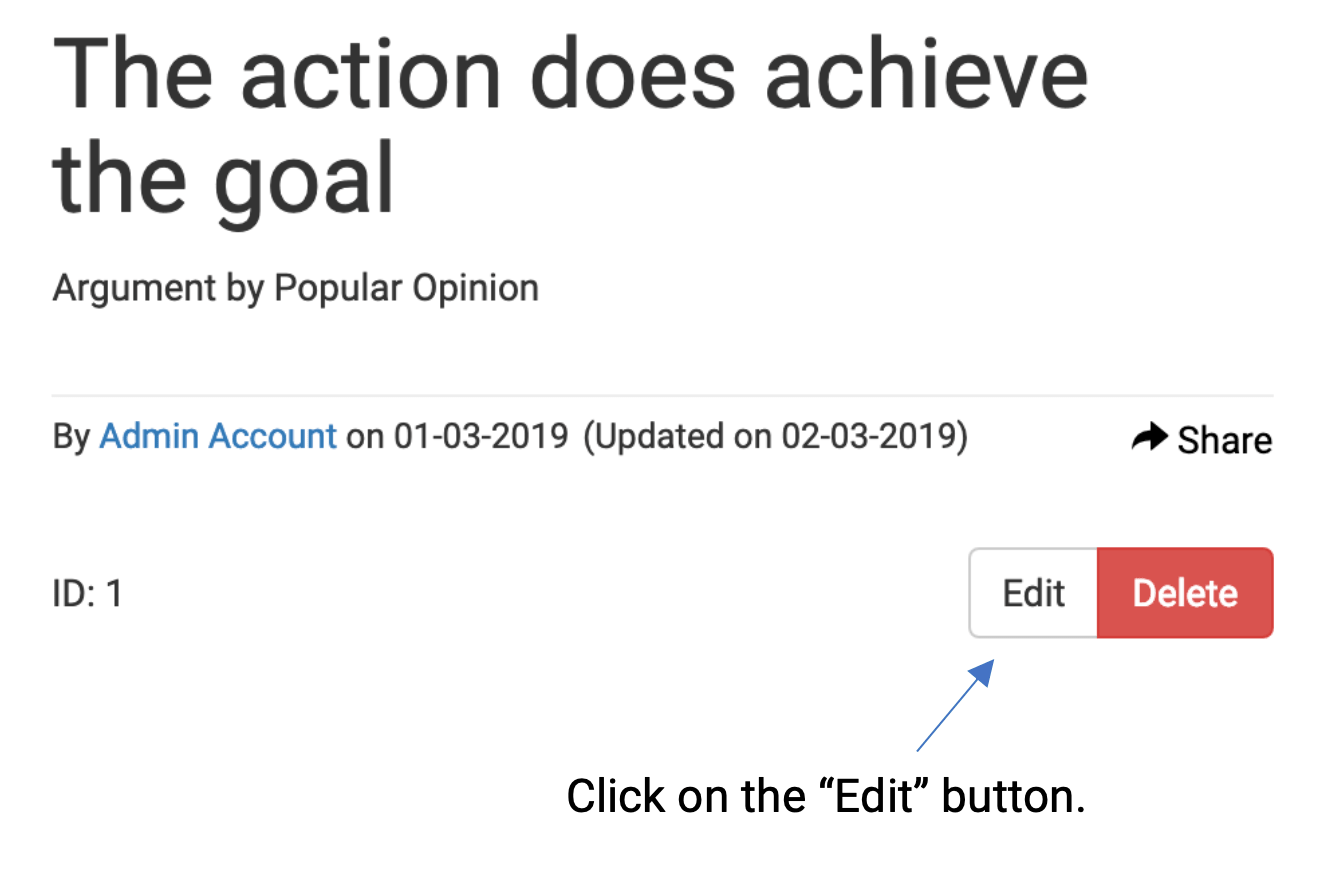 The action does achieve
the goal
Argument by Popular Opinion
By Admin Account on 01-03-2019 (Updated on 02-03-2019)
Share
ID: 1
Edit
Delete
Click on the “Edit” button.